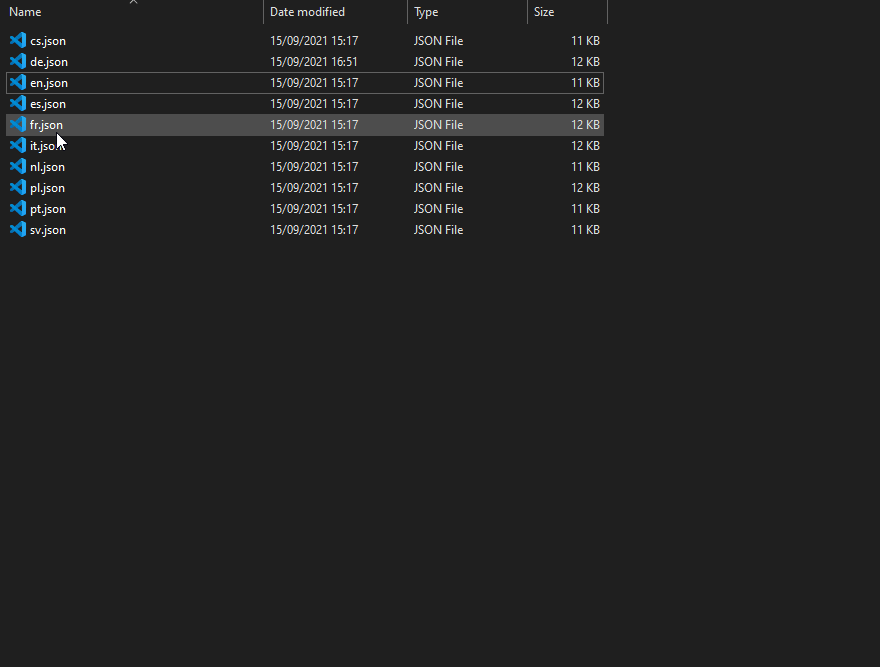 Name Date modified Type Size
cs.json 15/09/2021 15:17 JSON File 11 KB
de.json 15/09/2021 16:51 JSON File 12 KB
en.json 15/09/2021 15:17 JSON File 11 KB
es.json 15/09/2021 15:17 JSON File 12 KB
fr.json 15/09/2021 15:17 JSON File 12 KB
it.json 15/09/2021 15:17 JSON File 12 KB
nl.json 15/09/2021 15:17 JSON File 11 KB
pl.json 15/09/2021 15:17 JSON File 12 KB
pt.json 15/09/2021 15:17 JSON File 11 KB
sv.json 15/09/2021 15:17 JSON File 11 KB